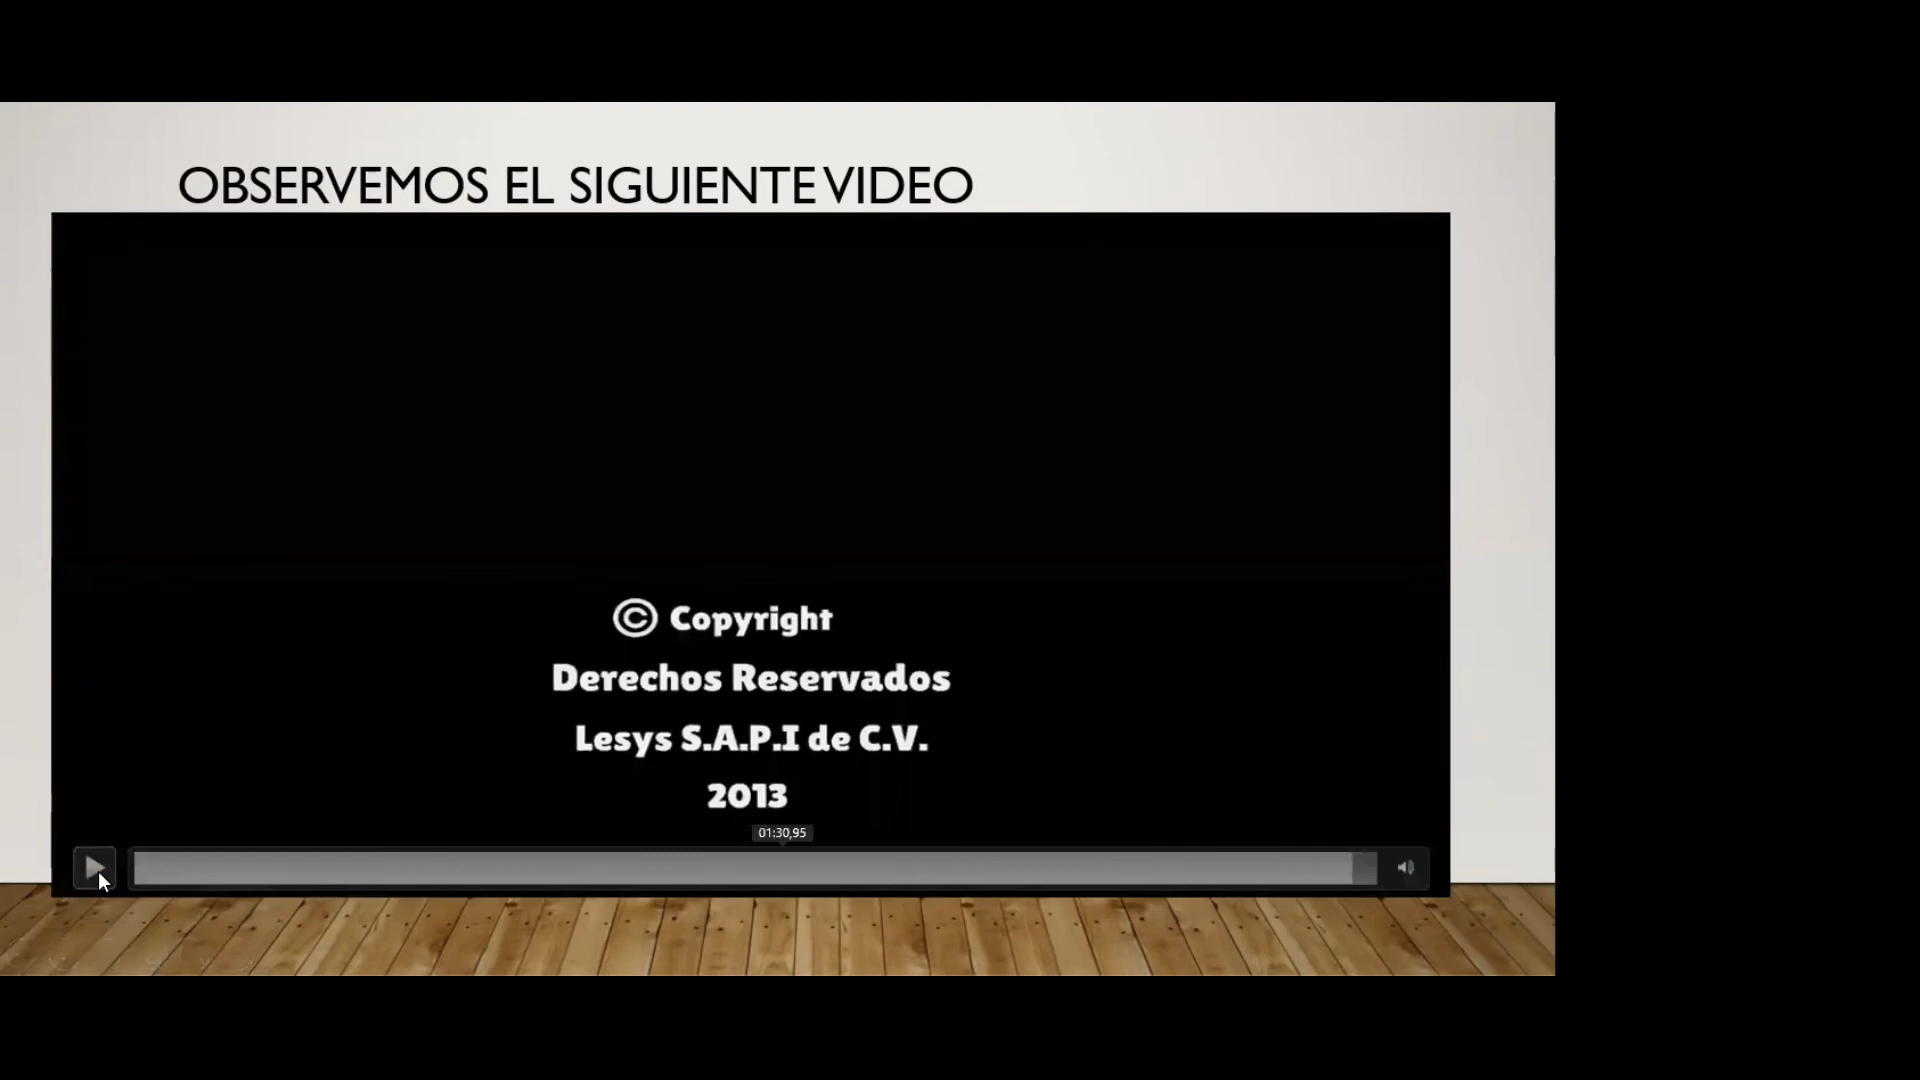 OBSERVEMOS EL SIGUIENTE VIDEO
© Copyright
Derechos Reservados
Lesys S.A.P.I de C.V.
2013
01:30,95